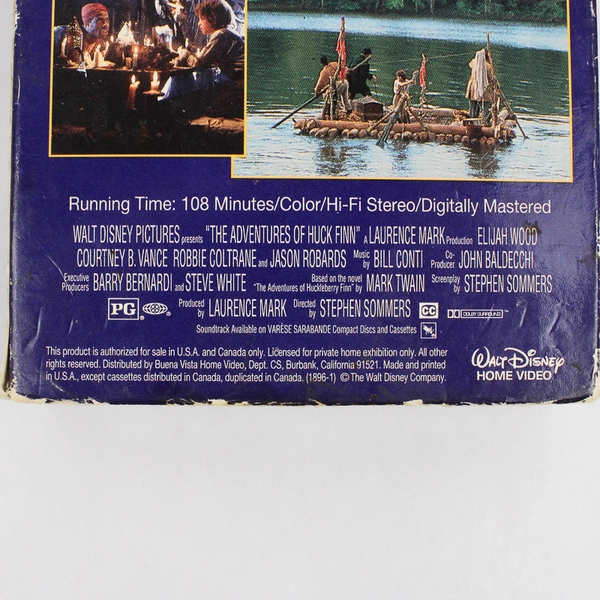 Running Time: 108 Minutes/Color/Hi-Fi Stereo/Digitally Mastered
WALT DISNEY PICTURES presents "THE ADVENTURES OF HUCK FINN" A LAURENCE MARK Production ELIJAH WOOD
COURTNEY B. VANCE ROBBIE COLTRANE and JASON ROBARDS Music by BILL CONTI Co-Producer JOHN BALDECCHI
Executive Producers BARRY BERNARDI and STEVE WHITE Based on the novel "The Adventures of Huckleberry Finn" by MARK TWAIN Screenplay by STEPHEN SOMMERS
PG Produced by LAURENCE MARK Directed by STEPHEN SOMMERS CC DOLBY SURROUND
Soundtrack Available on VARÈSE SARABANDE Compact Discs and Cassettes
This product is authorized for sale in U.S.A. and Canada only. Licensed for private home exhibition only. All other
rights reserved. Distributed by Buena Vista Home Video, Dept. CS, Burbank, California 91521. Made and printed
in U.S.A., except cassettes distributed in Canada, duplicated in Canada. (1896-1) © The Walt Disney Company.
WALT DISNEY
HOME VIDEO